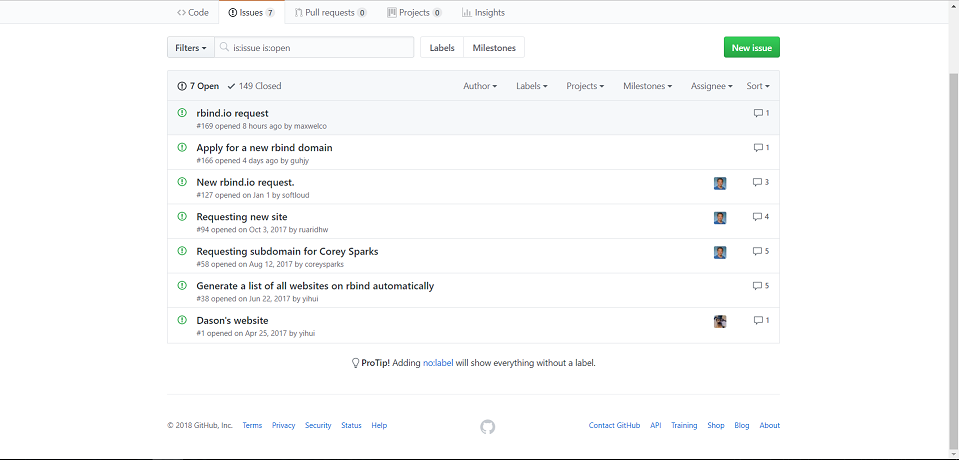 Code Issues 7 Pull requests 0 Projects 0 Insights
Filters is:issue is:open Labels Milestones New issue
7 Open 149 Closed Author Labels Projects Milestones Assignee Sort
rbind.io request 1
#169 opened 8 hours ago by maxwelco
Apply for a new rbind domain 1
#166 opened 4 days ago by guhjy
New rbind.io request. 3
#127 opened on Jan 1 by softloud
Requesting new site 4
#94 opened on Oct 3, 2017 by ruaridhw
Requesting subdomain for Corey Sparks 5
#58 opened on Aug 12, 2017 by coreysparks
Generate a list of all websites on rbind automatically 5
#38 opened on Jun 22, 2017 by yihui
Dason's website 1
#1 opened on Apr 25, 2017 by yihui
ProTip! Adding no:label will show everything without a label.
© 2018 GitHub, Inc. Terms Privacy Security Status Help Contact GitHub API Training Shop Blog About